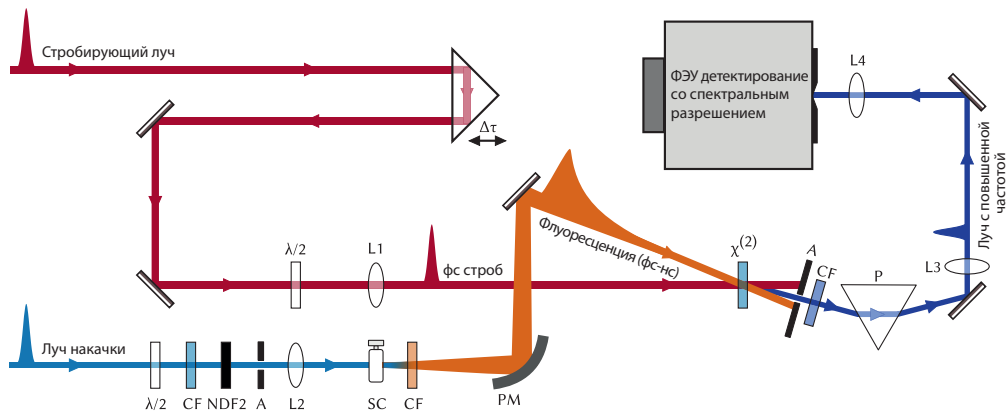 Стробирующий луч
Δτ
ФЭУ детектирование
со спектральным
разрешением
L4
Луч с повышенной
частотой
λ/2
L1
фс строб
Флуоресценция (фс-нс)
χ(2)
A
CF
P
L3
Луч накачки
λ/2
CF
NDF2
A
L2
SC
CF
PM